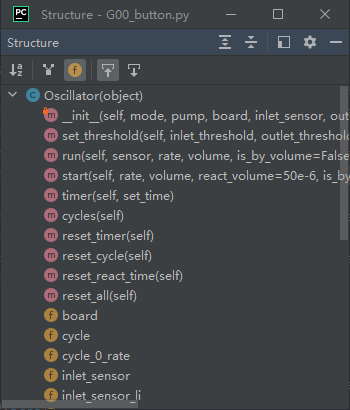 PC
Structure - G00_button.py
Structure
Oscillator(object)
__init__(self, mode, pump, board, inlet_sensor, out
set_threshold(self, inlet_threshold, outlet_threshold
run(self, sensor, rate, volume, is_by_volume=False
start(self, rate, volume, react_volume=50e-6, is_by
timer(self, set_time)
cycles(self)
reset_timer(self)
reset_cycle(self)
reset_react_time(self)
reset_all(self)
board
cycle
cycle_0_rate
inlet_sensor
inlet_sensor_li